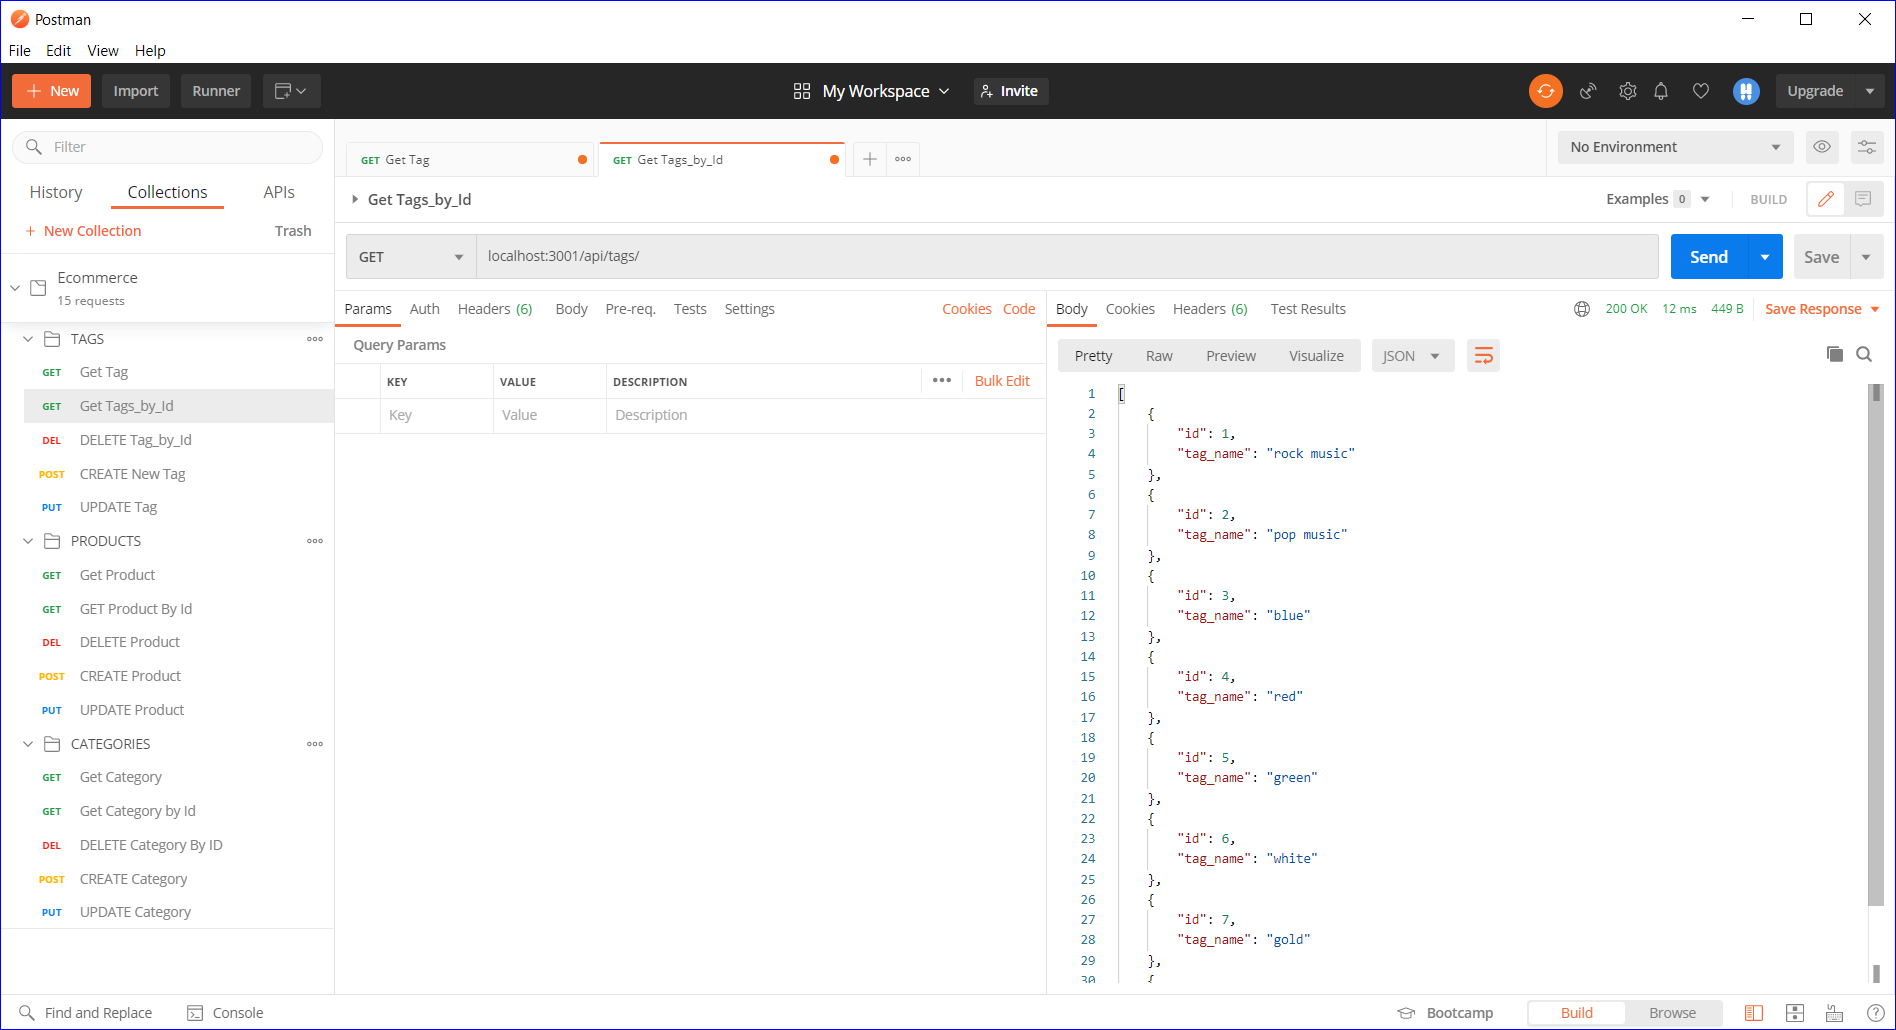 Postman
File Edit View Help
New Import Runner My Workspace Invite Upgrade
Filter
History Collections APIs
New Collection Trash
Ecommerce
15 requests
TAGS
GET Get Tag
GET Get Tags_by_Id
DEL DELETE Tag_by_Id
POST CREATE New Tag
PUT UPDATE Tag
PRODUCTS
GET Get Product
GET GET Product By Id
DEL DELETE Product
POST CREATE Product
PUT UPDATE Product
CATEGORIES
GET Get Category
GET Get Category by Id
DEL DELETE Category By ID
POST CREATE Category
PUT UPDATE Category
GET Get Tag GET Get Tags_by_Id
No Environment
Get Tags_by_Id Examples 0 BUILD
GET localhost:3001/api/tags/ Send Save
Params Auth Headers (6) Body Pre-req. Tests Settings Cookies Code
Query Params
KEY VALUE DESCRIPTION Bulk Edit
Key Value Description
Body Cookies Headers (6) Test Results 200 OK 12 ms 449 B Save Response
Pretty Raw Preview Visualize JSON
1 [
2 {
3 "id": 1,
4 "tag_name": "rock music"
5 },
6 {
7 "id": 2,
8 "tag_name": "pop music"
9 },
10 {
11 "id": 3,
12 "tag_name": "blue"
13 },
14 {
15 "id": 4,
16 "tag_name": "red"
17 },
18 {
19 "id": 5,
20 "tag_name": "green"
21 },
22 {
23 "id": 6,
24 "tag_name": "white"
25 },
26 {
27 "id": 7,
28 "tag_name": "gold"
29 },
30 {
Find and Replace Console Bootcamp Build Browse